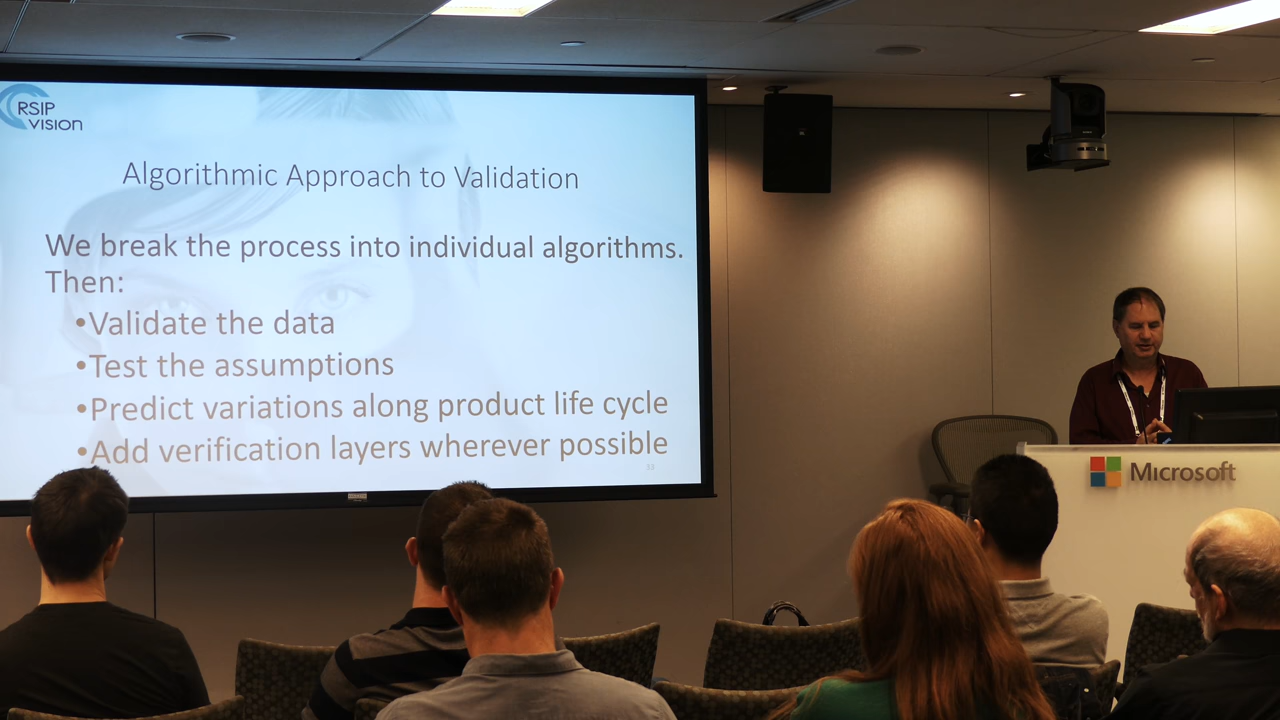 RSIP
VISION
Algorithmic Approach to Validation
We break the process into individual algorithms.
Then:
•Validate the data
•Test the assumptions
•Predict variations along product life cycle
•Add verification layers wherever possible
33
Microsoft